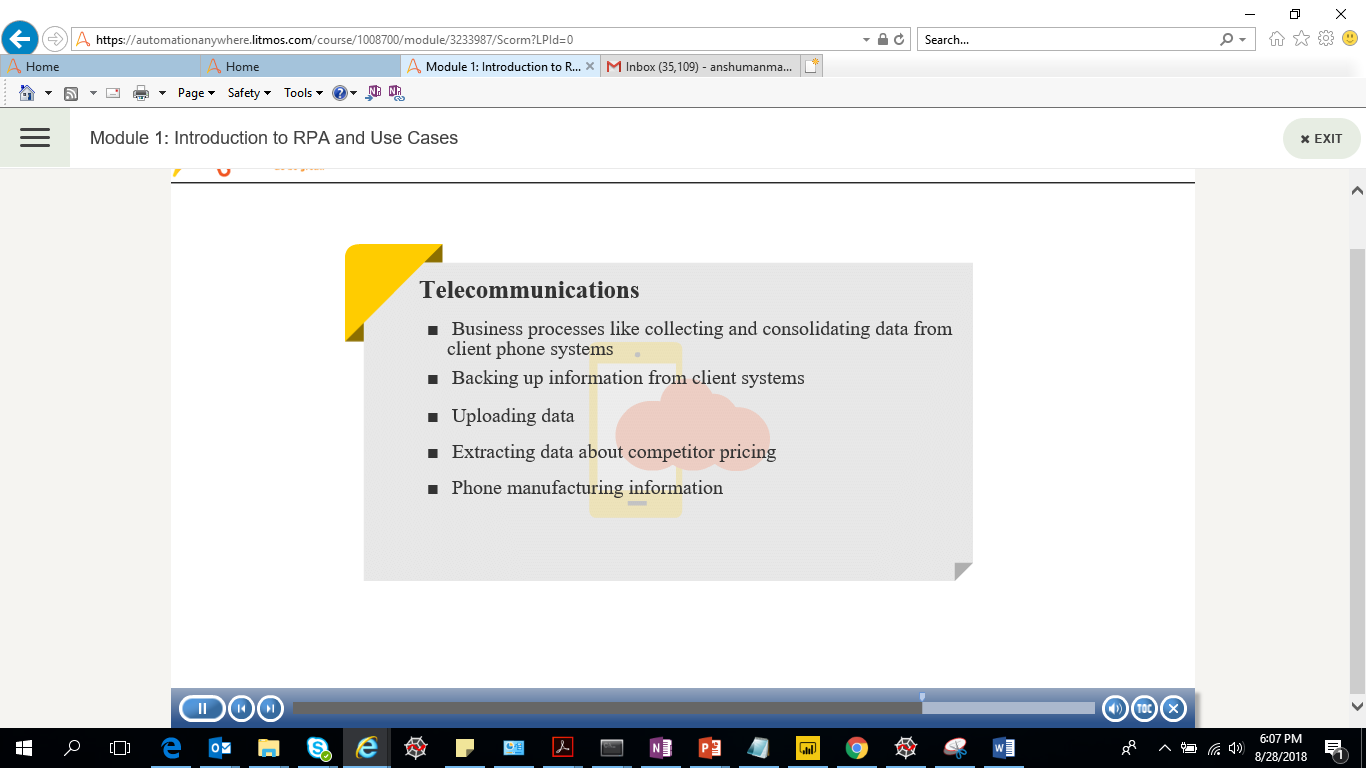 https://automationanywhere.litmos.com/course/1008700/module/3233987/Scorm?LPId=0
Search...
Home
Home
Module 1: Introduction to R...
Inbox (35,109) - anshumanma...
Page
Safety
Tools
Module 1: Introduction to RPA and Use Cases
EXIT
Telecommunications
■ Business processes like collecting and consolidating data from
client phone systems
■ Backing up information from client systems
■ Uploading data
■ Extracting data about competitor pricing
■ Phone manufacturing information
TOC
6:07 PM
8/28/2018
1